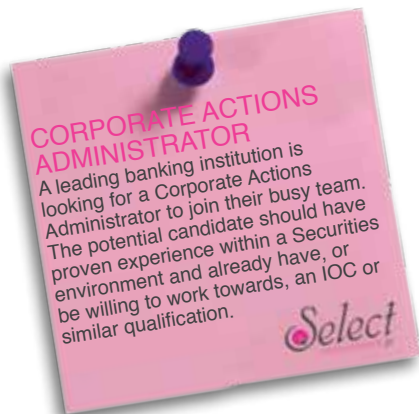 CORPORATE ACTIONS
ADMINISTRATOR
A leading banking institution is
looking for a Corporate Actions
Administrator to join their busy team.
The potential candidate should have
proven experience within a Securities
environment and already have, or
be willing to work towards, an IOC or
similar qualification.
Select